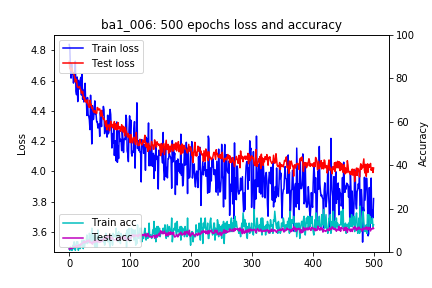 ba1_006: 500 epochs loss and accuracy
Train loss
Test loss
Train acc
Test acc
Loss
4.8
4.6
4.4
4.2
4.0
3.8
3.6
0
100
200
300
400
500
100
80
60
40
20
0
Accuracy